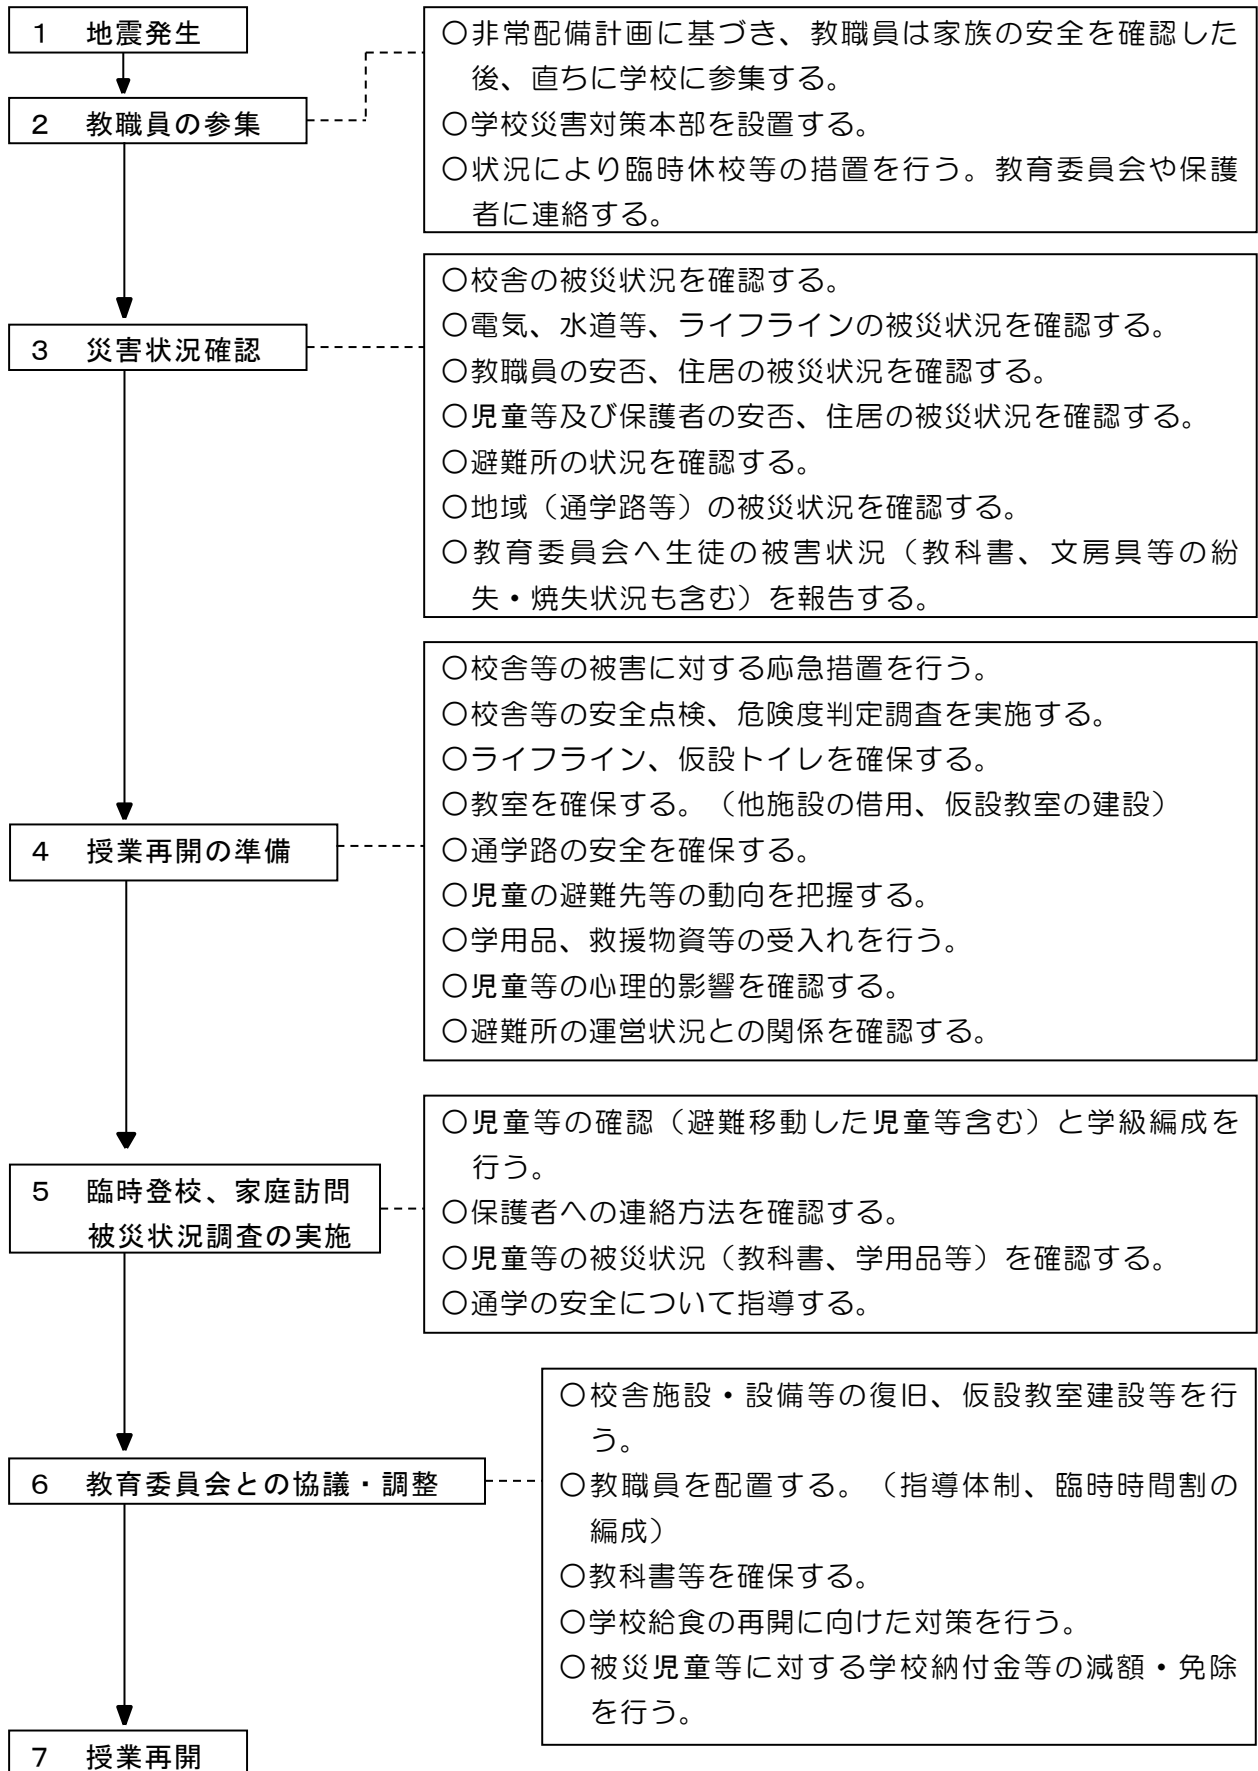 1 地震発生
○非常配備計画に基づき、教職員は家族の安全を確認した
後、直ちに学校に参集する。
○学校災害対策本部を設置する。
○状況により臨時休校等の措置を行う。教育委員会や保護
者に連絡する。
2 教職員の参集
○校舎の被災状況を確認する。
○電気、水道等、ライフラインの被災状況を確認する。
○教職員の安否、住居の被災状況を確認する。
○児童等及び保護者の安否、住居の被災状況を確認する。
○避難所の状況を確認する。
○地域（通学路等）の被災状況を確認する。
○教育委員会へ生徒の被害状況（教科書、文房具等の紛
失・焼失状況も含む）を報告する。
3 災害状況確認
○校舎等の被害に対する応急措置を行う。
○校舎等の安全点検、危険度判定調査を実施する。
○ライフライン、仮設トイレを確保する。
○教室を確保する。（他施設の借用、仮設教室の建設）
○通学路の安全を確保する。
○児童の避難先等の動向を把握する。
○学用品、救援物資等の受入れを行う。
○児童等の心理的影響を確認する。
○避難所の運営状況との関係を確認する。
4 授業再開の準備
○児童等の確認（避難移動した児童等含む）と学級編成を
行う。
○保護者への連絡方法を確認する。
○児童等の被災状況（教科書、学用品等）を確認する。
○通学の安全について指導する。
5 臨時登校、家庭訪問
被災状況調査の実施
○校舎施設・設備等の復旧、仮設教室建設等を行
う。
○教職員を配置する。（指導体制、臨時時間割の
編成）
○教科書等を確保する。
○学校給食の再開に向けた対策を行う。
○被災児童等に対する学校納付金等の減額・免除
を行う。
6 教育委員会との協議・調整
7 授業再開